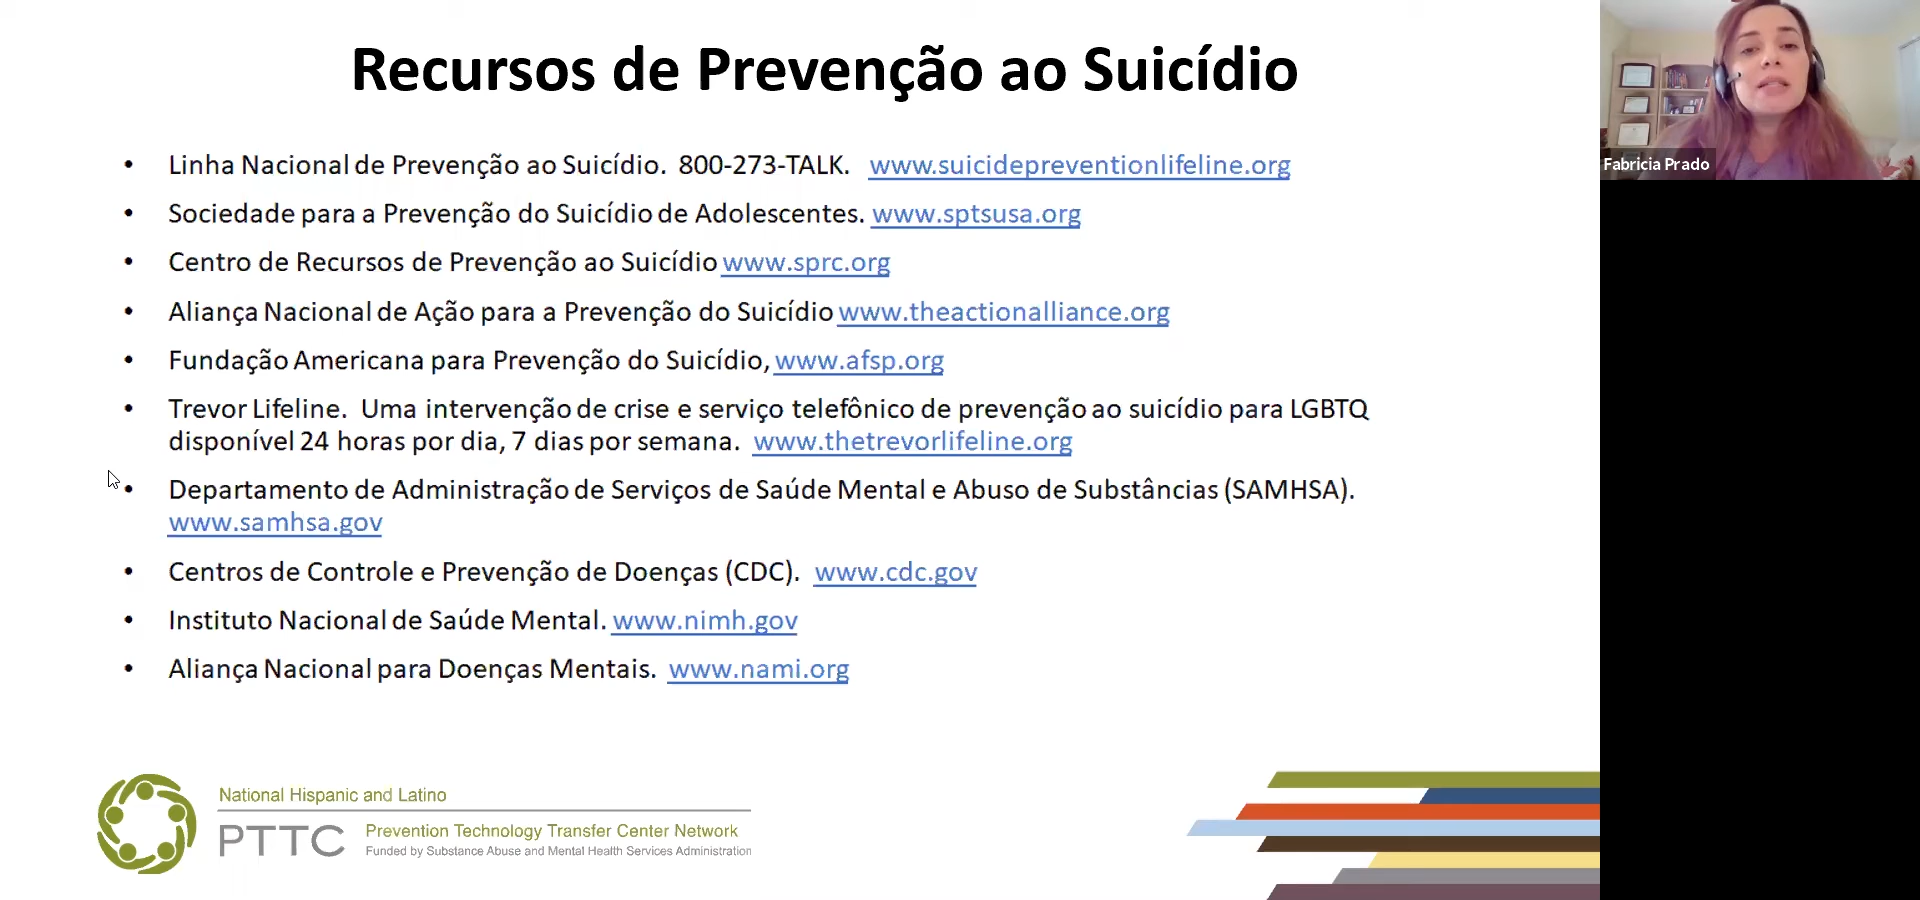 Recursos de Prevenção ao Suicídio
• Linha Nacional de Prevenção ao Suicídio. 800-273-TALK. www.suicidepreventionlifeline.org
• Sociedade para a Prevenção do Suicídio de Adolescentes. www.sptsusa.org
• Centro de Recursos de Prevenção ao Suicídio www.sprc.org
• Aliança Nacional de Ação para a Prevenção do Suicídio www.theactionalliance.org
• Fundação Americana para Prevenção do Suicídio, www.afsp.org
• Trevor Lifeline. Uma intervenção de crise e serviço telefônico de prevenção ao suicídio para LGBTQ
disponível 24 horas por dia, 7 dias por semana. www.thetrevorlifeline.org
• Departamento de Administração de Serviços de Saúde Mental e Abuso de Substâncias (SAMHSA).
www.samhsa.gov
• Centros de Controle e Prevenção de Doenças (CDC). www.cdc.gov
• Instituto Nacional de Saúde Mental. www.nimh.gov
• Aliança Nacional para Doenças Mentais. www.nami.org
National Hispanic and Latino
PTTC
Prevention Technology Transfer Center Network
Funded by Substance Abuse and Mental Health Services Administration
Fabricia Prado